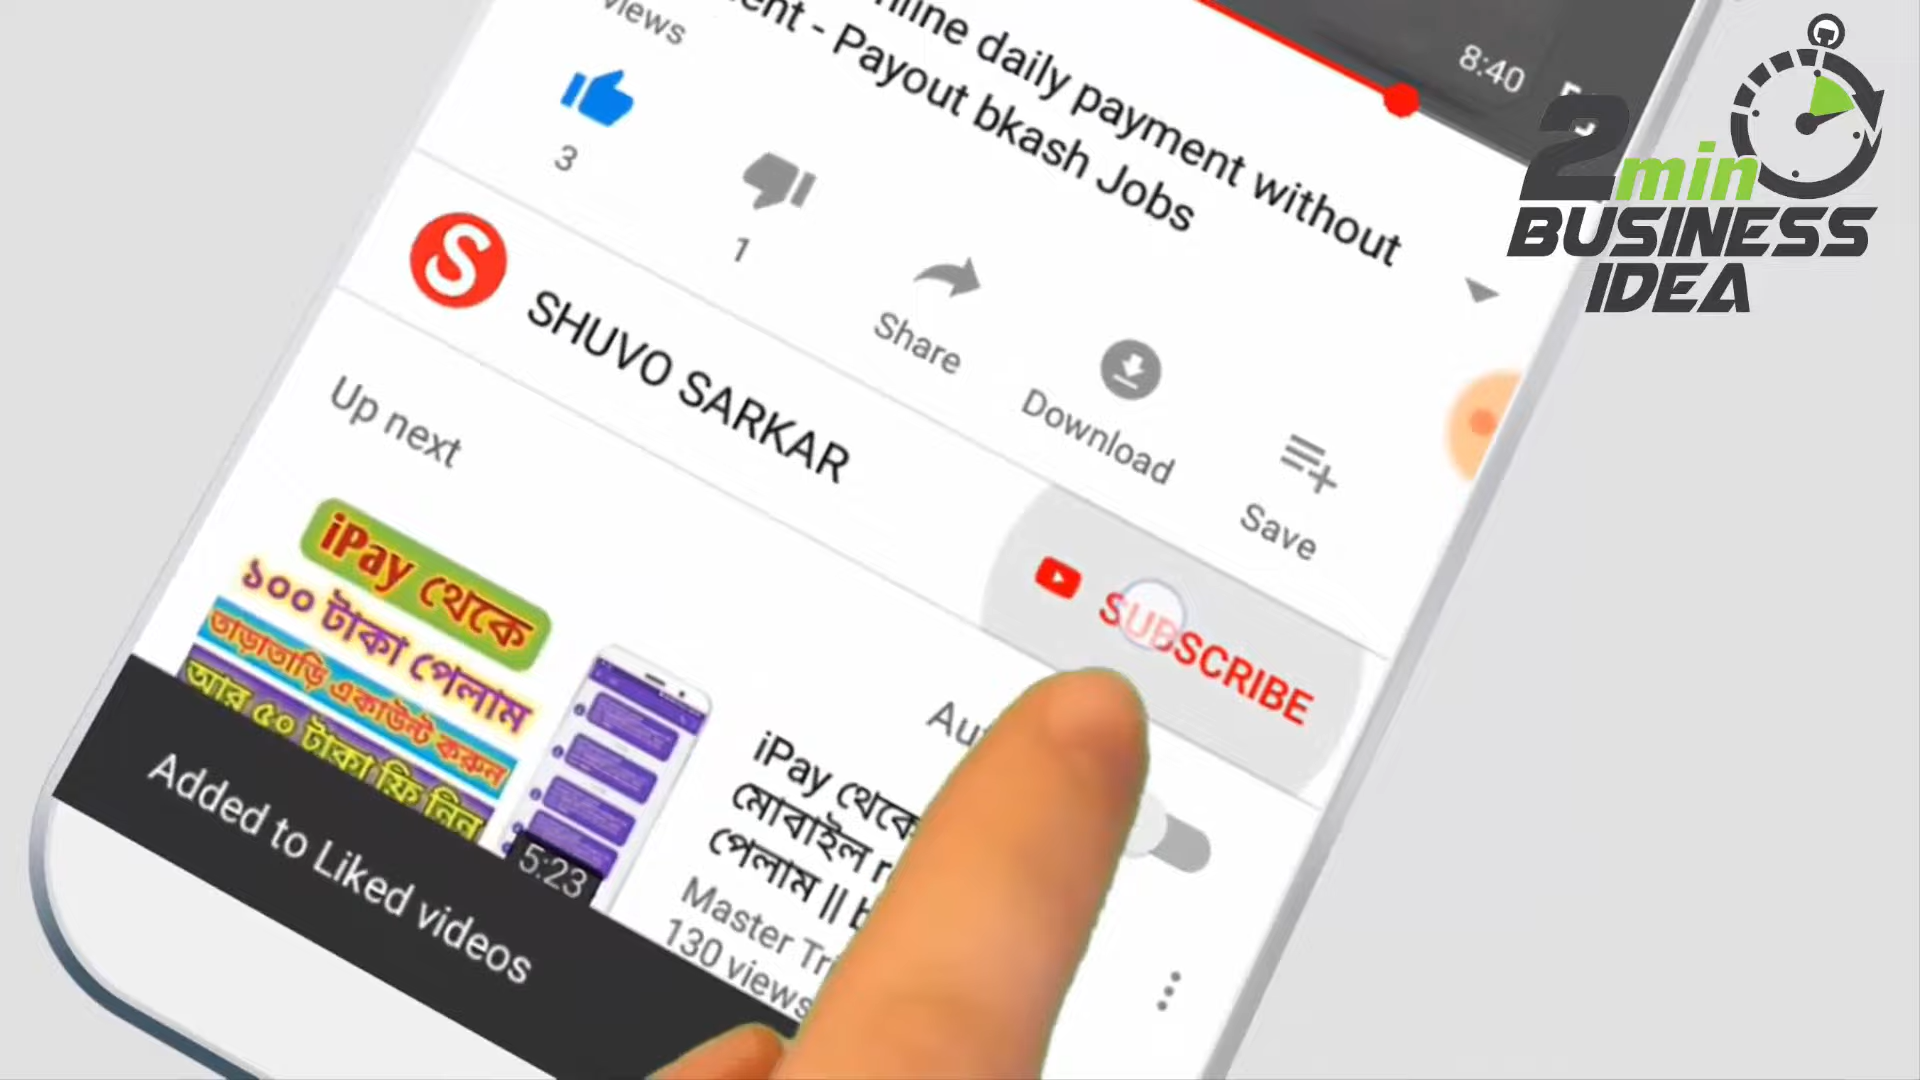 views
daily payment without
- Payout bkash Jobs
8:40
2min
BUSINESS
IDEA
3
1
Share
Download
Save
S
SHUVO SARKAR
SUBSCRIBE
Up next
iPay থেকে
১০০ টাকা পেলাম
তাড়াতাড়ি একাউন্ট করুন
আর ৫০ টাকা ফ্রি নিন
5:23
iPay থেকে
মোবাইল
পেলাম ||
Master
130 views
Added to Liked videos